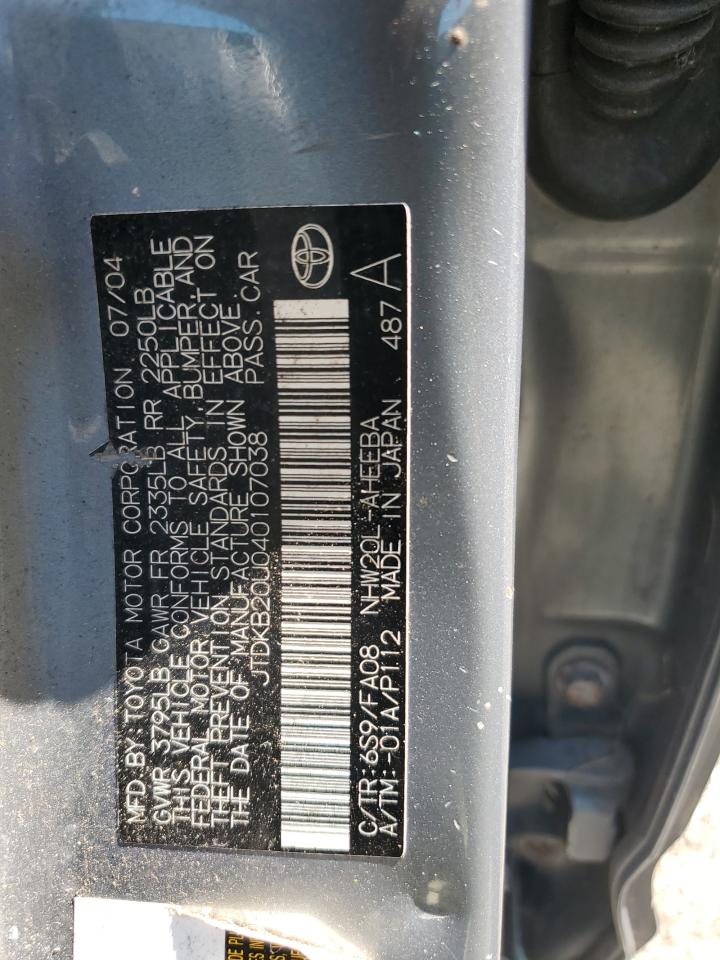 MFD.BY:TOYOTA MOTOR CORPORATION 07/04
GVWR 3795LB GAWR FR 2335LB RR 2250LB
THIS VEHICLE CONFORMS TO ALL APPLICABLE
FEDERAL MOTOR VEHICLE SAFETY, BUMPER, AND
THEFT PREVENTION STANDARDS IN EFFECT ON
THE DATE OF MANUFACTURE SHOWN ABOVE.
JTDKB20U040107038 PASS.CAR
C/TR:6S9/FA08 NHW20L-AHEEBA
A/TM:-01A/P112 MADE IN JAPAN 487 A